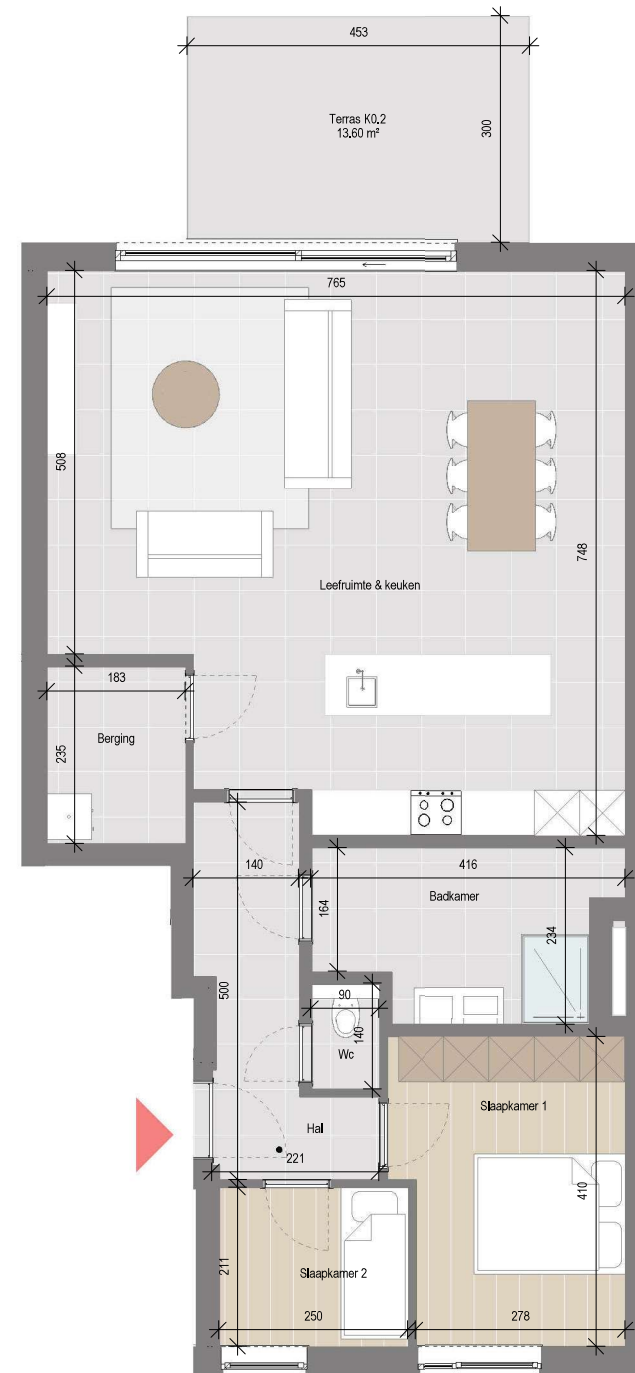 453
Terras K0.2
13.60 m²
300
765
508
748
Leefruimte & keuken
183
Berging
235
140
416
Badkamer
164
234
500
90
140
Wc
Slaapkamer 1
Hal
221
410
211
Slaapkamer 2
250
278